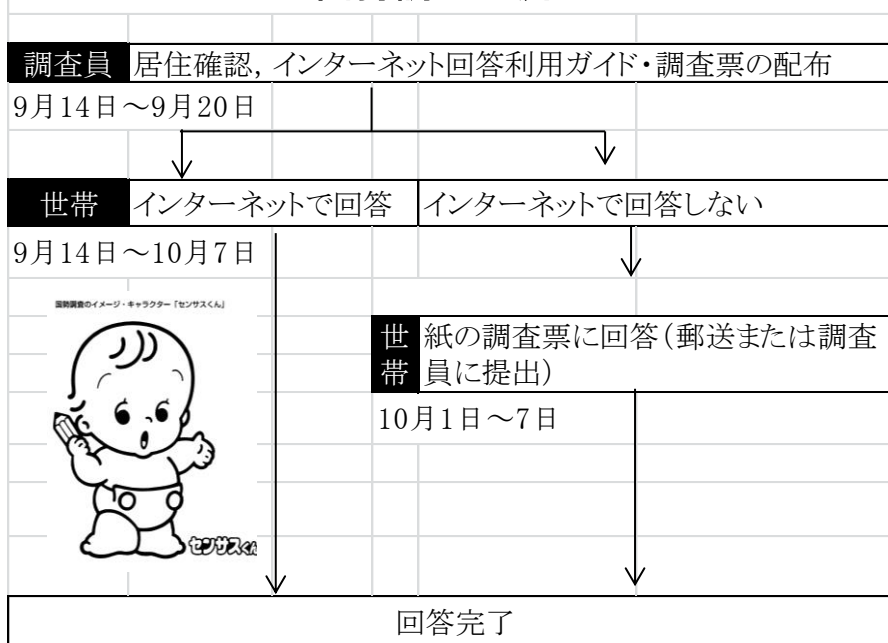 調査員 居住確認,インターネット回答利用ガイド・調査票の配布
9月14日～9月20日
世帯 インターネットで回答 インターネットで回答しない
9月14日～10月7日
国勢調査のイメージ・キャラクター「センサスくん」
世帯 紙の調査票に回答(郵送または調査
員に提出)
10月1日～7日
センサスくん
回答完了